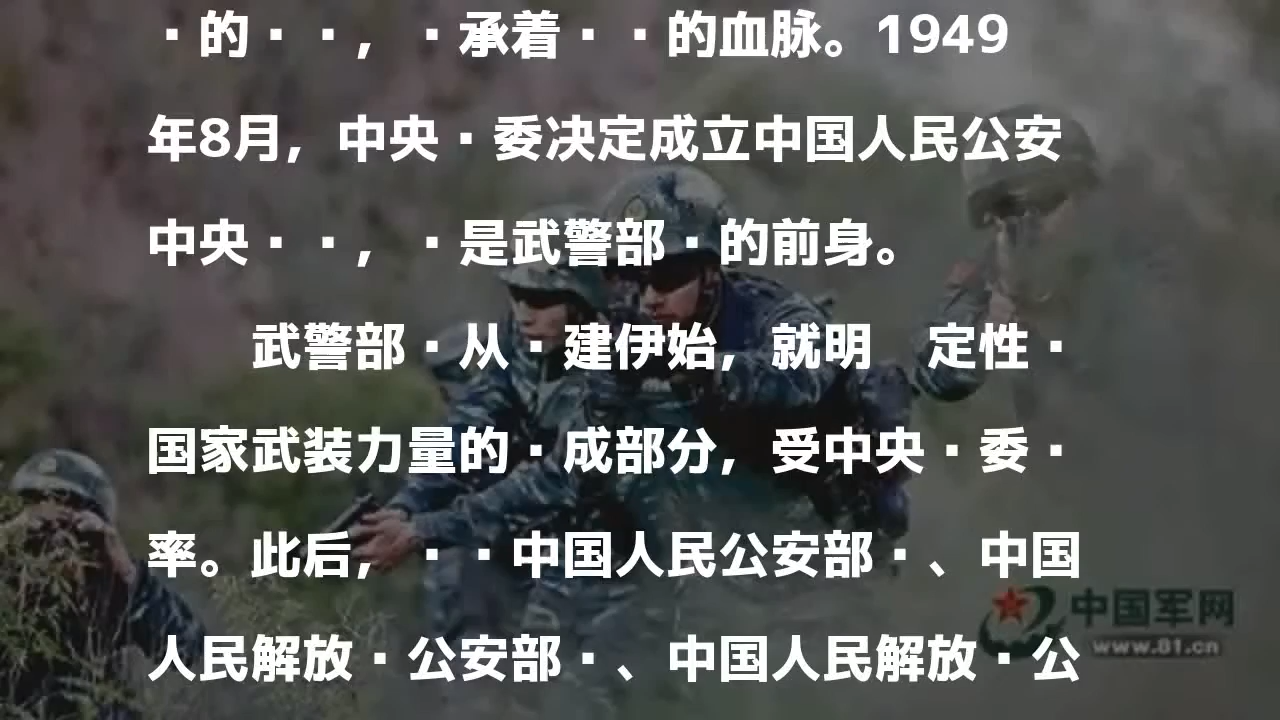 ·的··，·承着··的血脉。1949
年8月，中央·委决定成立中国人民公安
中央··，·是武警部·的前身。
武警部·从·建伊始，就明 定性·
国家武装力量的·成部分，受中央·委·
率。此后，··中国人民公安部·、中国
人民解放·公安部·、中国人民解放·公
中国军网
www.81.cn